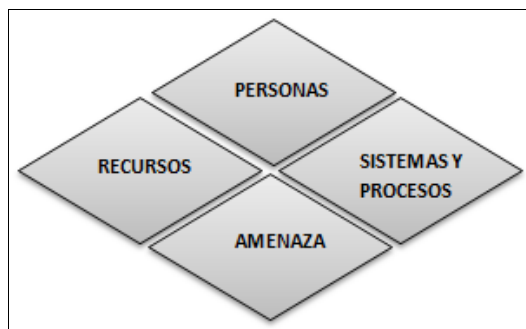 PERSONAS
RECURSOS
SISTEMAS Y
PROCESOS
AMENAZA